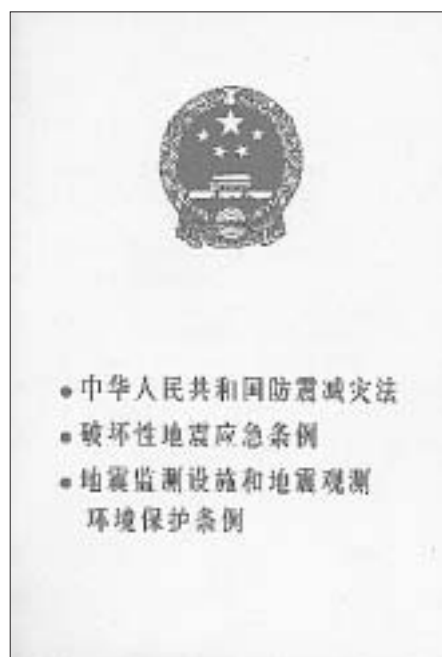 ● 中华人民共和国防震减灾法
● 破坏性地震应急条例
● 地震监测设施和地震观测
环境保护条例